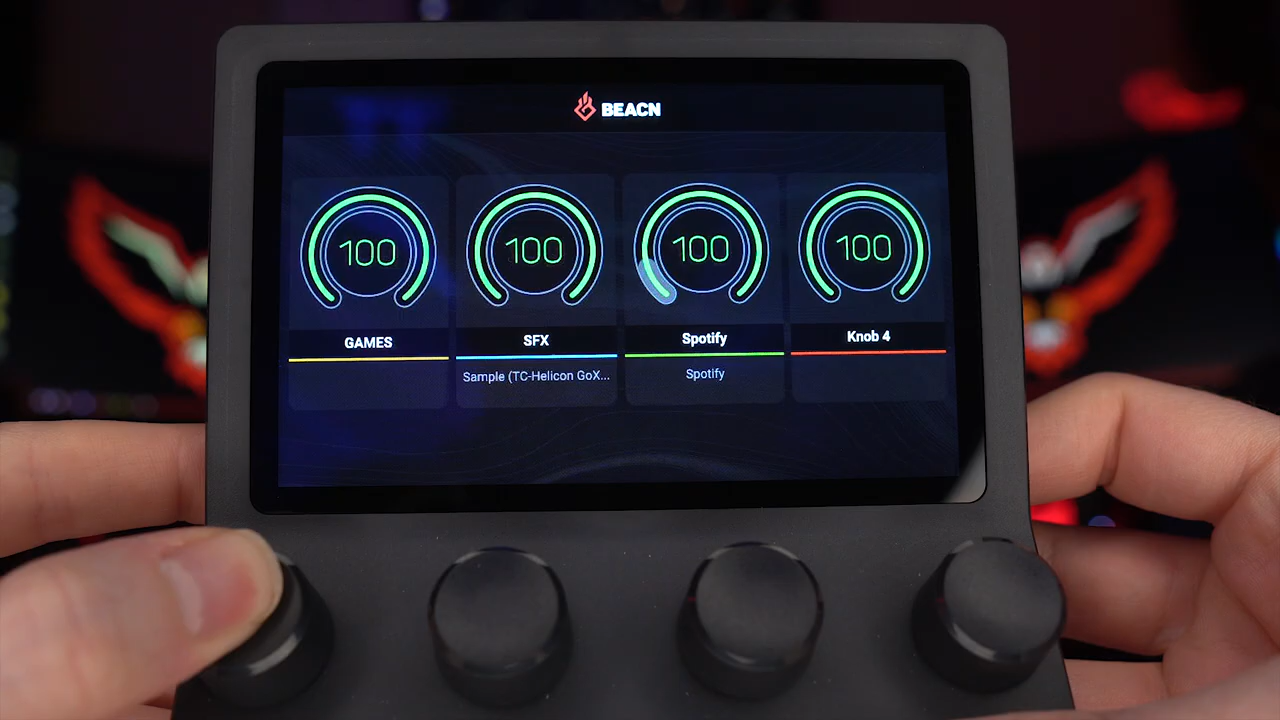 BEACN
100 100 100 100
GAMES SFX Spotify Knob 4
Sample (TC-Helicon GoX... Spotify